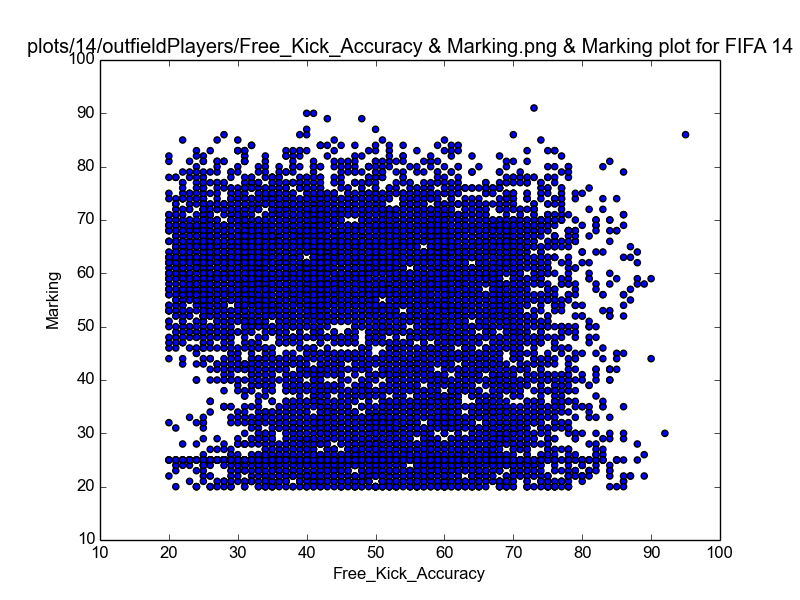 plots/14/outfieldPlayers/Free_Kick_Accuracy & Marking.png & Marking plot for FIFA 14
100
90
80
70
60
50
40
30
20
10
Marking
10 20 30 40 50 60 70 80 90 100
Free_Kick_Accuracy